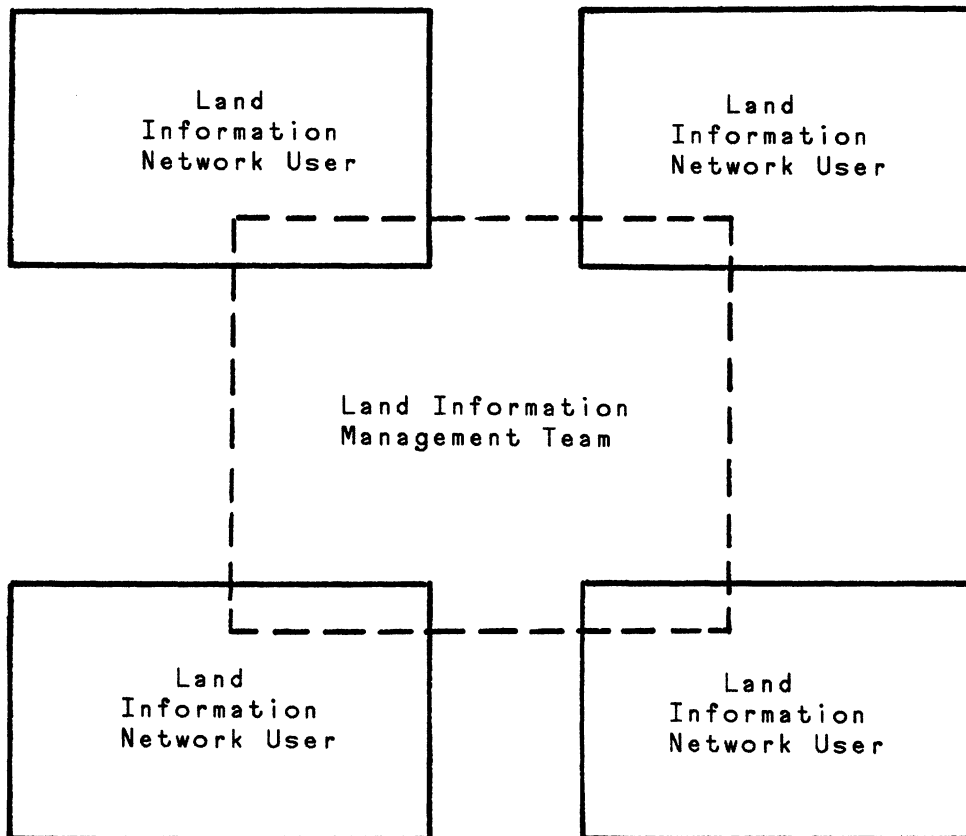 Land
Information
Network User
Land
Information
Network User
Land Information
Management Team
Land
Information
Network User
Land
Information
Network User